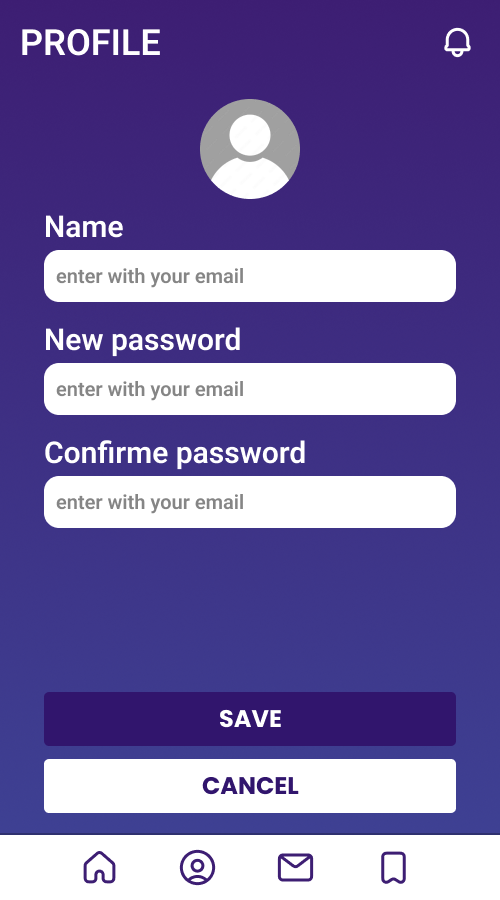 PROFILE
Name
enter with your email
New password
enter with your email
Confirme password
enter with your email
SAVE
CANCEL